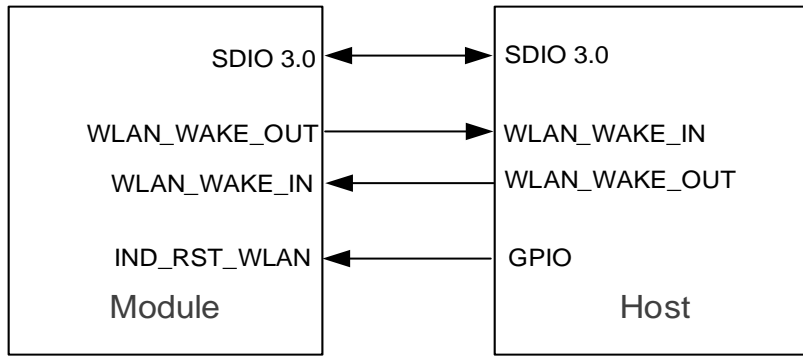 SDIO 3.0 SDIO 3.0
WLAN_WAKE_OUT WLAN_WAKE_IN
WLAN_WAKE_IN WLAN_WAKE_OUT
IND_RST_WLAN GPIO
Module Host